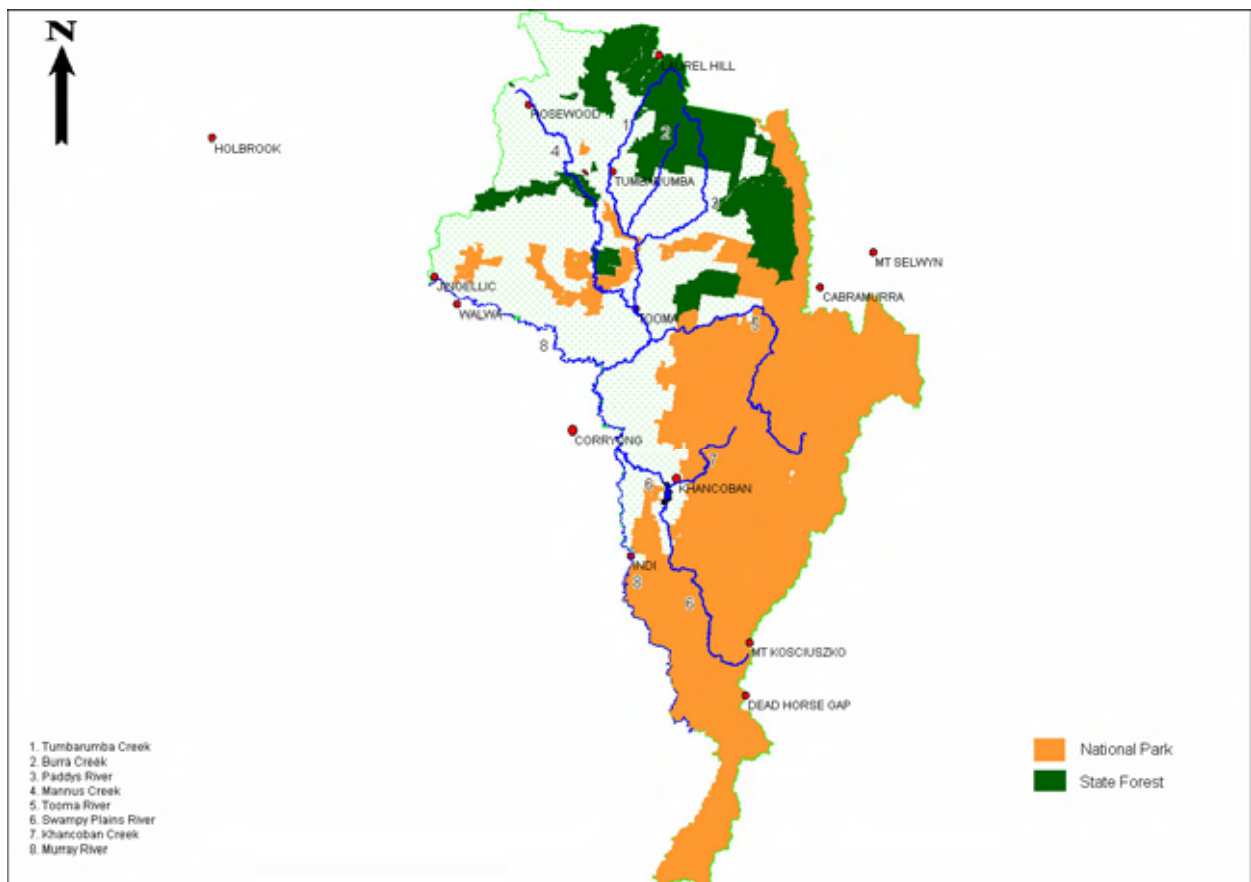 N
LAUREL HILL
ROSEWOOD
1
2
HOLBROOK
4
TUMBARUMBA
3
MT SELWYN
JINGELLIC
CABRAMURRA
WALWA
TOOMA
5
8
CORRYONG
7
6
KHANCOBAN
INDI
8
6
MT KOSCIUSZKO
DEAD HORSE GAP
1. Tumbarumba Creek
2. Burra Creek
3. Paddys River
4. Mannus Creek
5. Tooma River
6. Swampy Plains River
7. Khancoban Creek
8. Murray River
National Park
State Forest